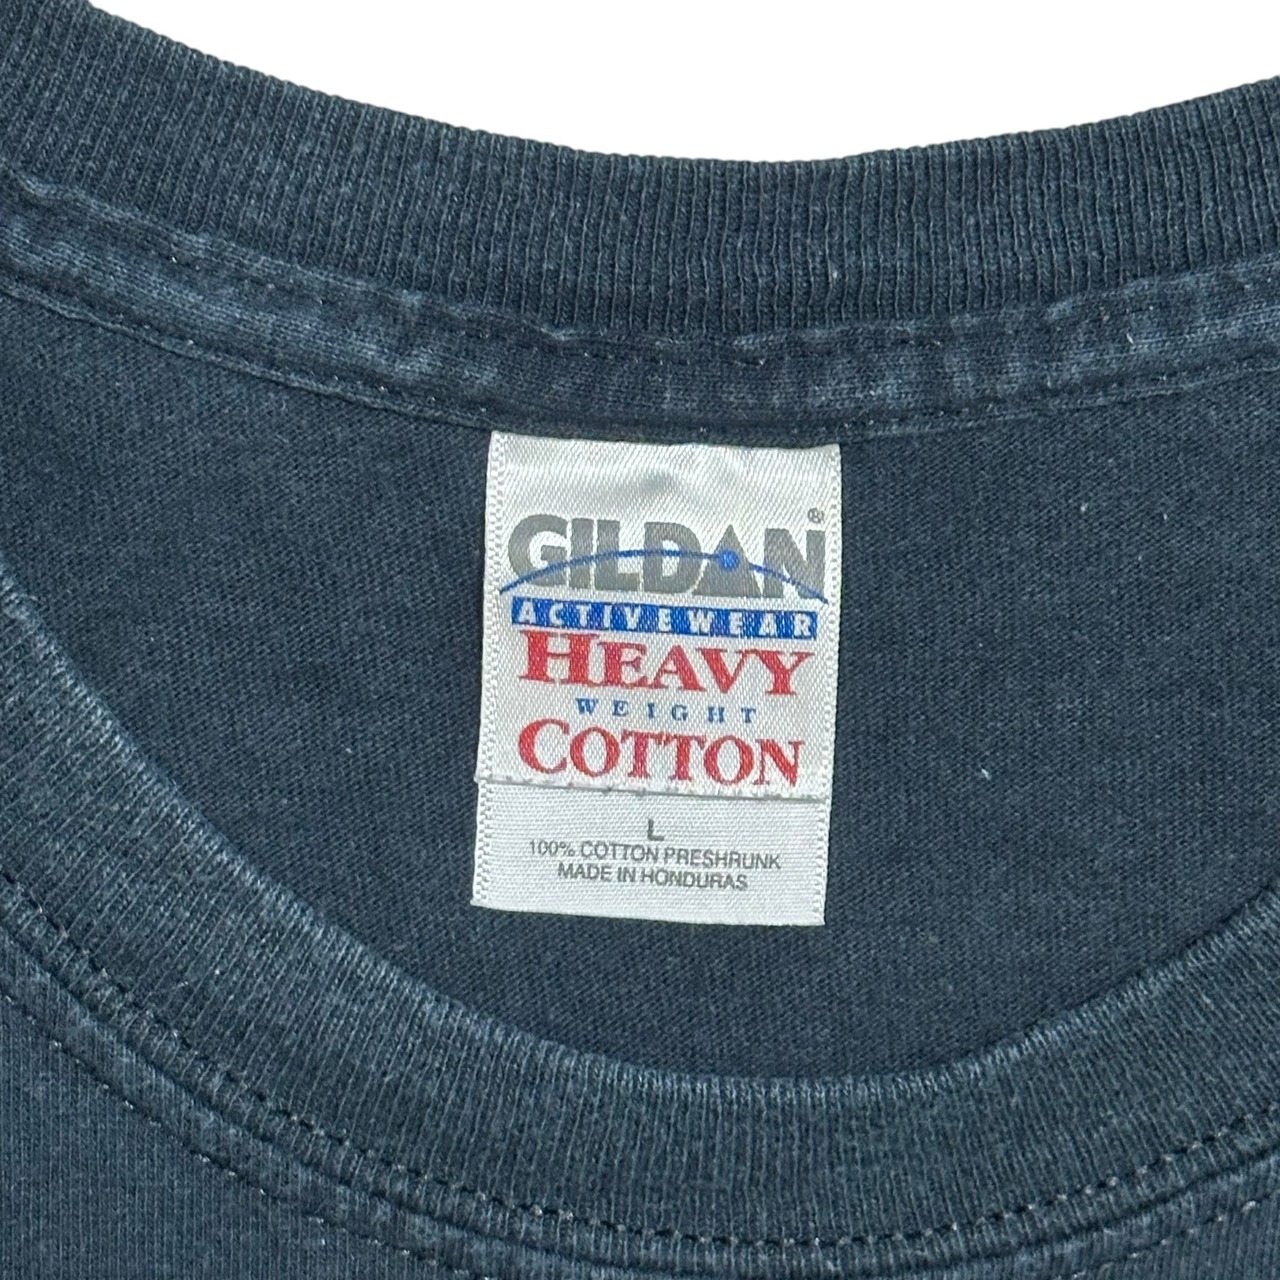 GILDAN®
ACTIVEWEAR
HEAVY
WEIGHT
COTTON
L
100% COTTON PRESHRUNK
MADE IN HONDURAS